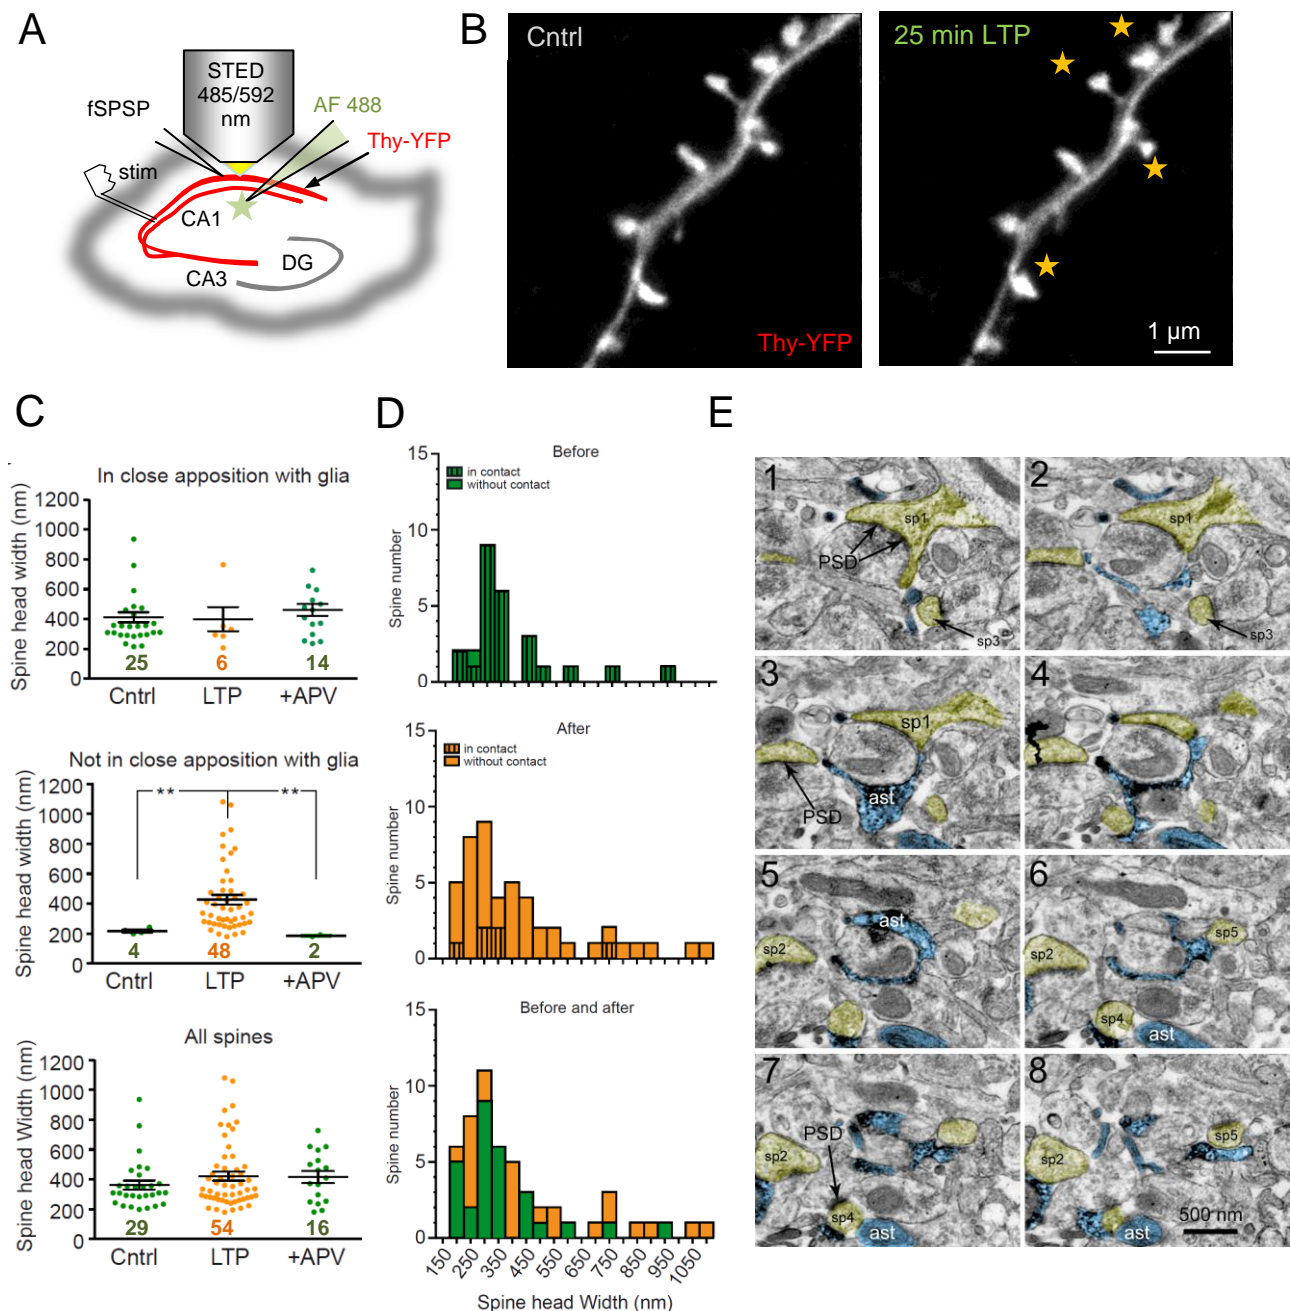 A
STED
485/592
nm
fSPSP
AF 488
Thy-YFP
stim
CA1
CA3
DG
B
Cntrl
Thy-YFP
25 min LTP
1 µm
C
In close apposition with glia
Spine head width (nm)
1200
1000
800
600
400
200
0
25
6
14
Cntrl
LTP
+APV
Not in close apposition with glia
Spine head width (nm)
1200
1000
800
600
400
200
0
**
**
4
48
2
Cntrl
LTP
+APV
All spines
Spine head Width (nm)
1200
1000
800
600
400
200
0
29
54
16
Cntrl
LTP
+APV
D
Before
in contact
without contact
Spine number
15
10
5
0
After
in contact
without contact
Spine number
15
10
5
0
Before and after
Spine number
15
10
5
0
150
250
350
450
550
650
750
850
950
1050
Spine head Width (nm)
E
1
sp1
PSD
sp3
2
sp1
sp3
3
sp1
PSD
ast
4
5
ast
sp2
6
sp5
sp2
sp4
ast
7
PSD
sp2
sp4
ast
8
sp5
sp2
500 nm
ast